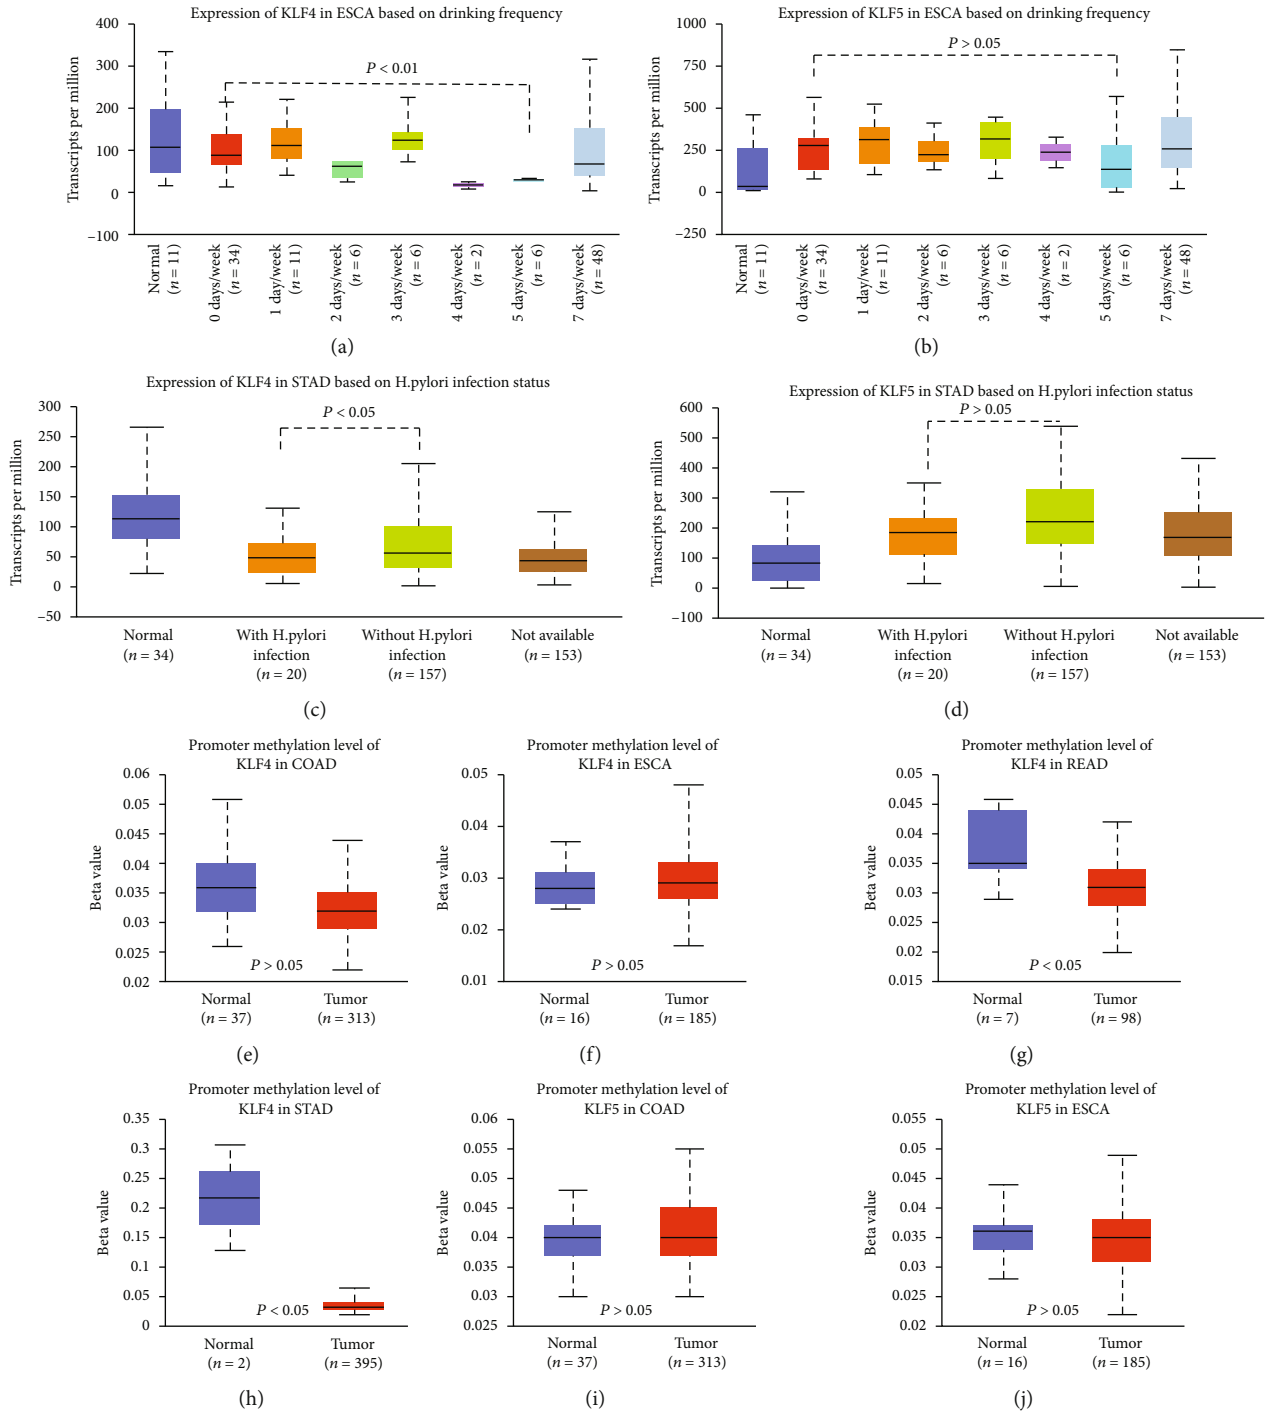 Expression of KLF4 in ESCA based on drinking frequency
Transcripts per million
400
300
200
100
0
−100
P < 0.01
Normal (n = 11)
0 days/week (n = 34)
1 day/week (n = 11)
2 days/week (n = 6)
3 days/week (n = 6)
4 days/week (n = 2)
5 days/week (n = 6)
7 days/week (n = 48)
(a)
Expression of KLF5 in ESCA based on drinking frequency
Transcripts per million
1000
750
500
250
0
−250
P > 0.05
Normal (n = 11)
0 days/week (n = 34)
1 day/week (n = 11)
2 days/week (n = 6)
3 days/week (n = 6)
4 days/week (n = 2)
5 days/week (n = 6)
7 days/week (n = 48)
(b)
Expression of KLF4 in STAD based on H.pylori infection status
Transcripts per million
300
250
200
150
100
50
0
−50
P < 0.05
Normal
(n = 34)
With H.pylori
infection
(n = 20)
Without H.pylori
infection
(n = 157)
Not available
(n = 153)
(c)
Expression of KLF5 in STAD based on H.pylori infection status
Transcripts per million
600
500
400
300
200
100
0
−100
P > 0.05
Normal
(n = 34)
With H.pylori
infection
(n = 20)
Without H.pylori
infection
(n = 157)
Not available
(n = 153)
(d)
Promoter methylation level of
KLF4 in COAD
Beta value
0.06
0.05
0.045
0.04
0.035
0.03
0.025
0.02
P > 0.05
Normal
(n = 37)
Tumor
(n = 313)
(e)
Promoter methylation level of
KLF4 in ESCA
Beta value
0.05
0.04
0.03
0.02
0.01
P > 0.05
Normal
(n = 16)
Tumor
(n = 185)
(f)
Promoter methylation level of
KLF4 in READ
Beta value
0.05
0.045
0.04
0.035
0.03
0.025
0.02
0.015
P < 0.05
Normal
(n = 7)
Tumor
(n = 98)
(g)
Promoter methylation level of
KLF4 in STAD
Beta value
0.35
0.3
0.25
0.2
0.15
0.1
0.05
0
P < 0.05
Normal
(n = 2)
Tumor
(n = 395)
(h)
Promoter methylation level of
KLF5 in COAD
Beta value
0.06
0.055
0.05
0.045
0.04
0.035
0.03
0.025
P > 0.05
Normal
(n = 37)
Tumor
(n = 313)
(i)
Promoter methylation level of
KLF5 in ESCA
Beta value
0.055
0.05
0.045
0.04
0.035
0.03
0.025
0.02
P > 0.05
Normal
(n = 16)
Tumor
(n = 185)
(j)